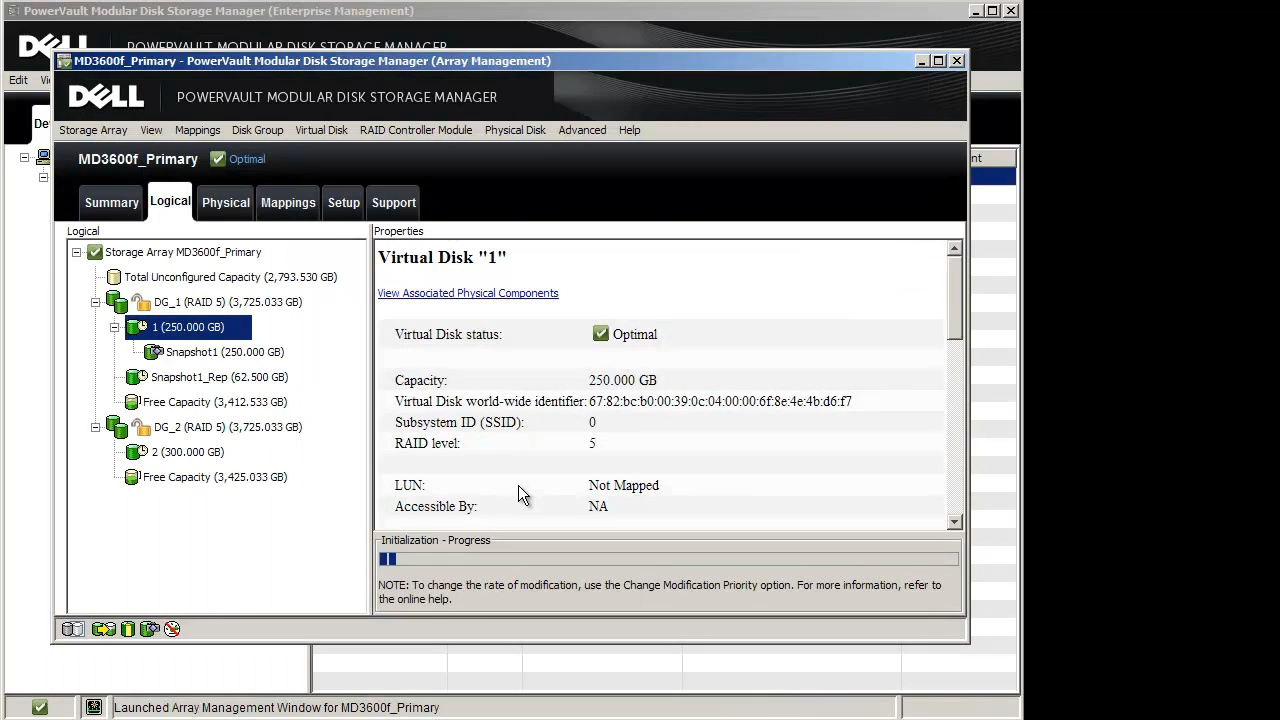 PowerVault Modular Disk Storage Manager (Enterprise Management)
POWERVAULT MODULAR DISK STORAGE MANAGER
Edit
MD3600f_Primary - PowerVault Modular Disk Storage Manager (Array Management)
DELL POWERVAULT MODULAR DISK STORAGE MANAGER
Storage Array View Mappings Disk Group Virtual Disk RAID Controller Module Physical Disk Advanced Help
MD3600f_Primary Optimal
Summary Logical Physical Mappings Setup Support
Logical
Storage Array MD3600f_Primary
Total Unconfigured Capacity (2,793.530 GB)
DG_1 (RAID 5) (3,725.033 GB)
1 (250.000 GB)
Snapshot1 (250.000 GB)
Snapshot1_Rep (62.500 GB)
Free Capacity (3,412.533 GB)
DG_2 (RAID 5) (3,725.033 GB)
2 (300.000 GB)
Free Capacity (3,425.033 GB)
Properties
Virtual Disk "1"
View Associated Physical Components
Virtual Disk status: Optimal
Capacity: 250.000 GB
Virtual Disk world-wide identifier: 67:82:bc:b0:00:39:0c:04:00:00:6f:8e:4e:4b:d6:f7
Subsystem ID (SSID): 0
RAID level: 5
LUN: Not Mapped
Accessible By: NA
Initialization - Progress
NOTE: To change the rate of modification, use the Change Modification Priority option. For more information, refer to
the online help.
Launched Array Management Window for MD3600f_Primary